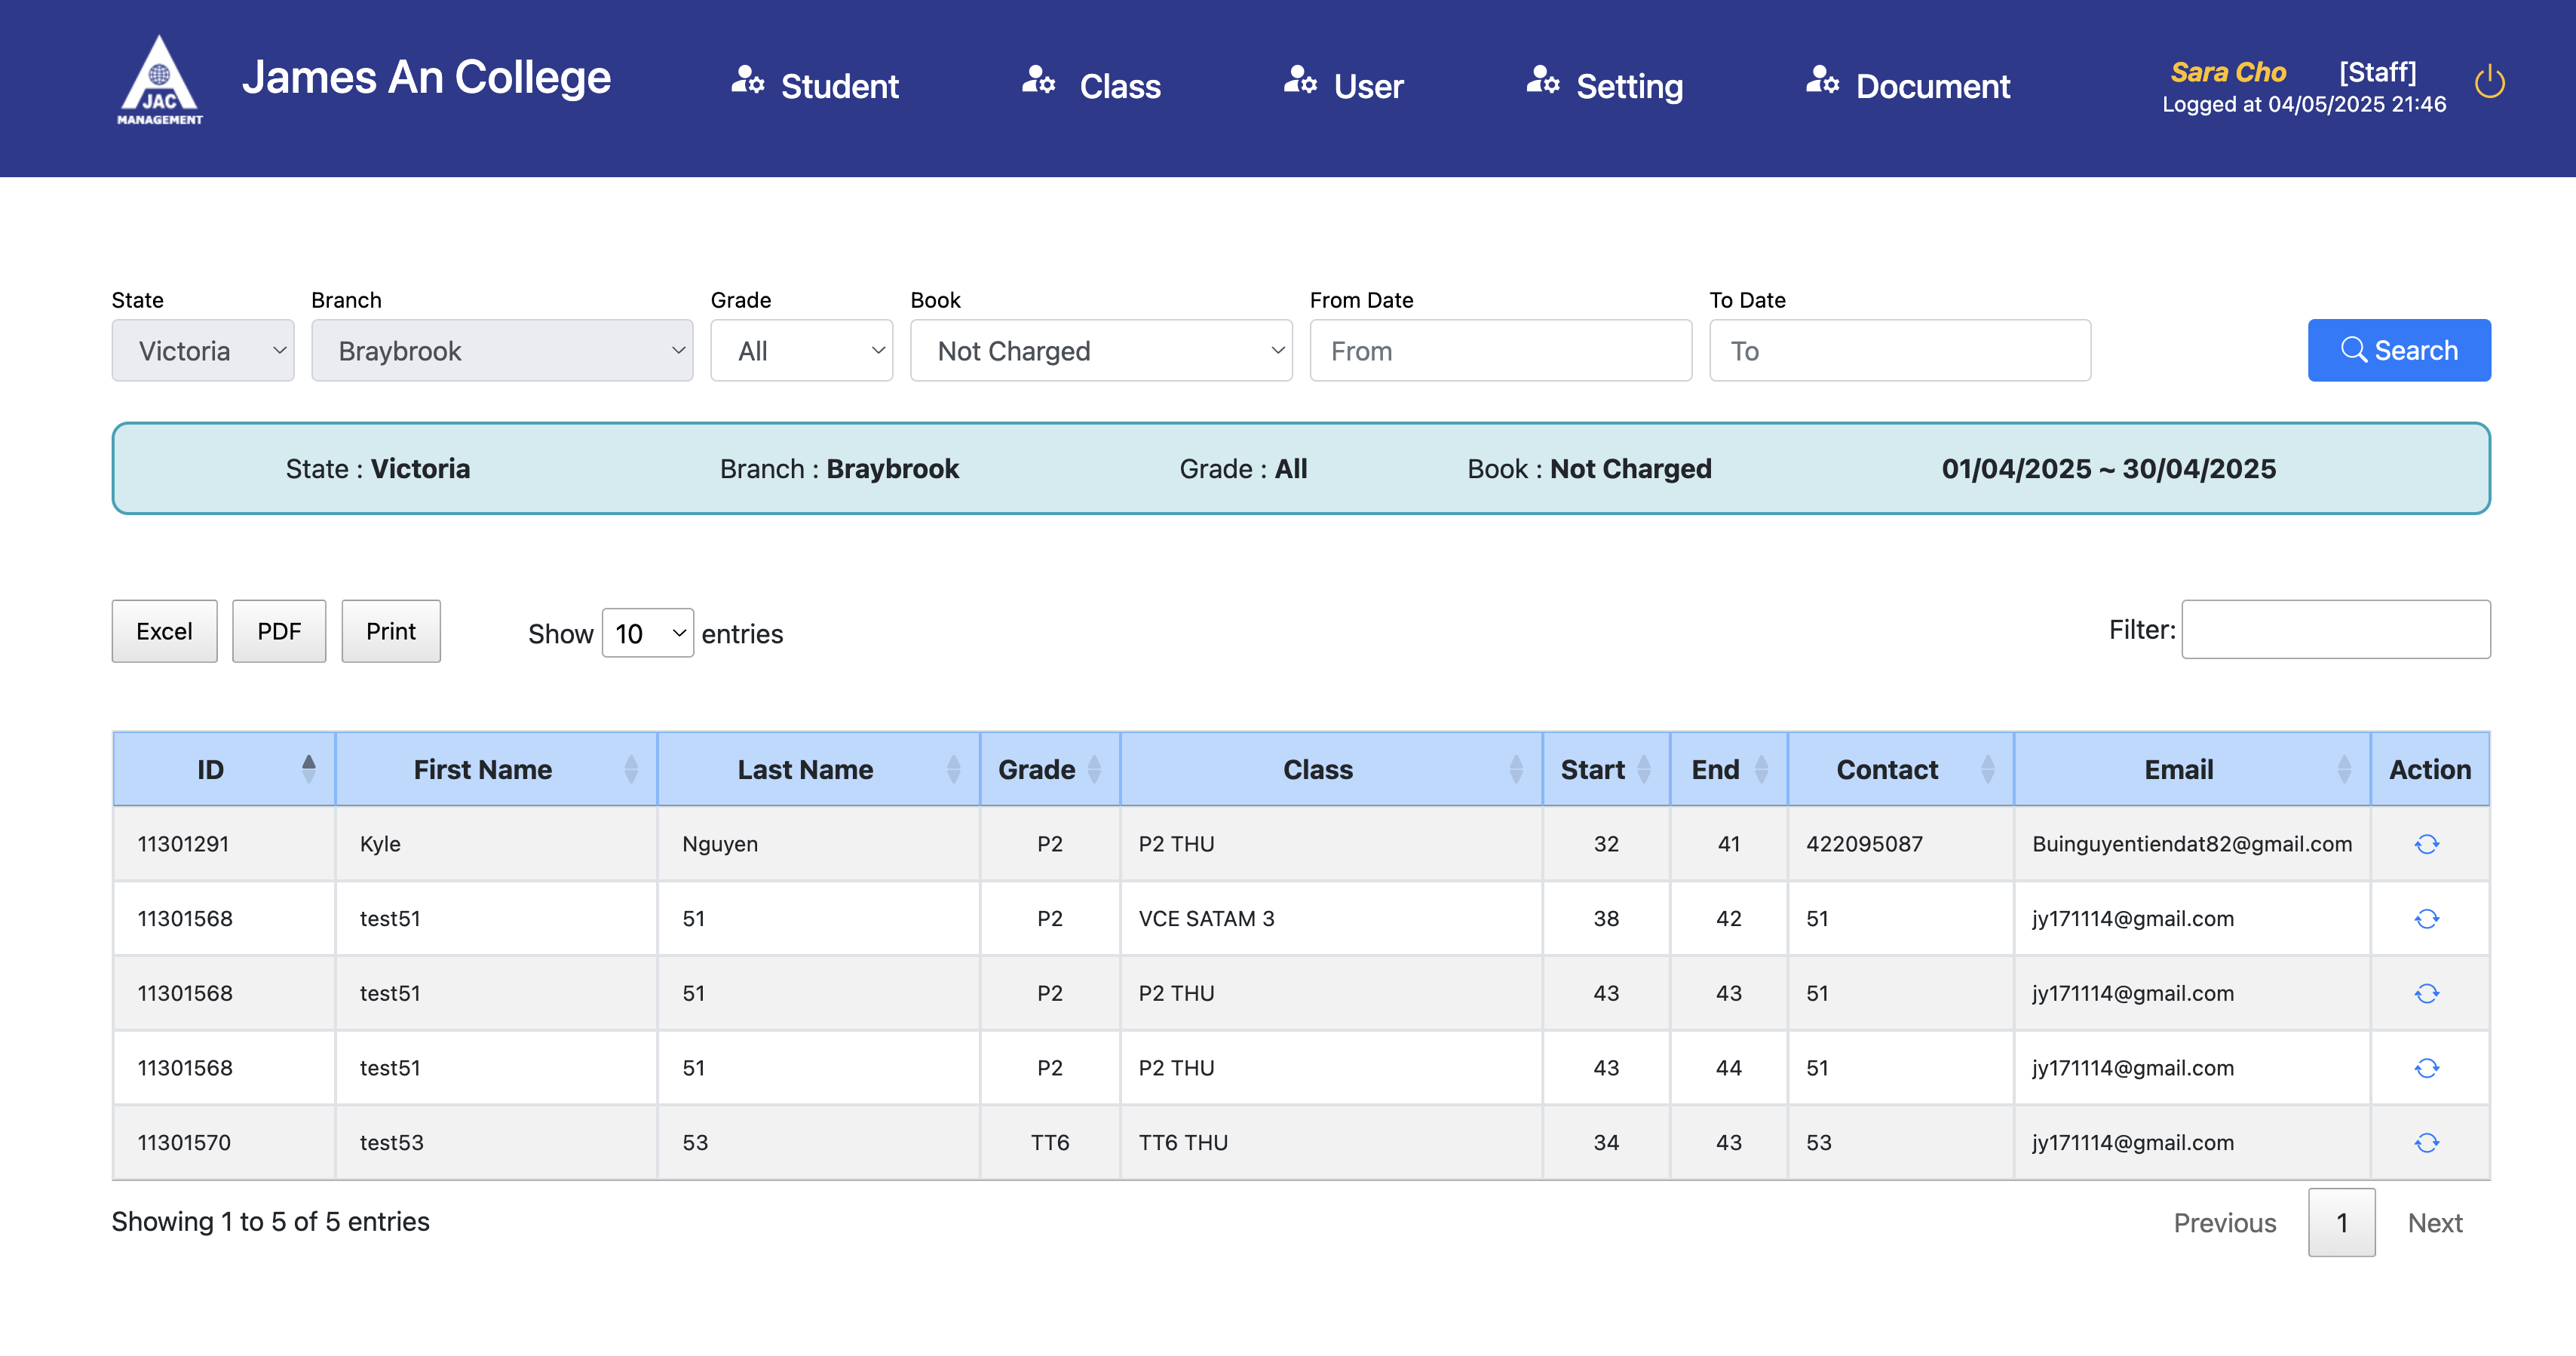 JAC
MANAGEMENT
James An College
Student
Class
User
Setting
Document
Sara Cho [Staff]
Logged at 04/05/2025 21:46
State Branch Grade Book From Date To Date
Victoria Braybrook All Not Charged From To Search
State : Victoria Branch : Braybrook Grade : All Book : Not Charged 01/04/2025 ~ 30/04/2025
Excel PDF Print Show 10 entries Filter:
ID First Name Last Name Grade Class Start End Contact Email Action
11301291 Kyle Nguyen P2 P2 THU 32 41 422095087 Buinguyentiendat82@gmail.com
11301568 test51 51 P2 VCE SATAM 3 38 42 51 jy171114@gmail.com
11301568 test51 51 P2 P2 THU 43 43 51 jy171114@gmail.com
11301568 test51 51 P2 P2 THU 43 44 51 jy171114@gmail.com
11301570 test53 53 TT6 TT6 THU 34 43 53 jy171114@gmail.com
Showing 1 to 5 of 5 entries Previous 1 Next